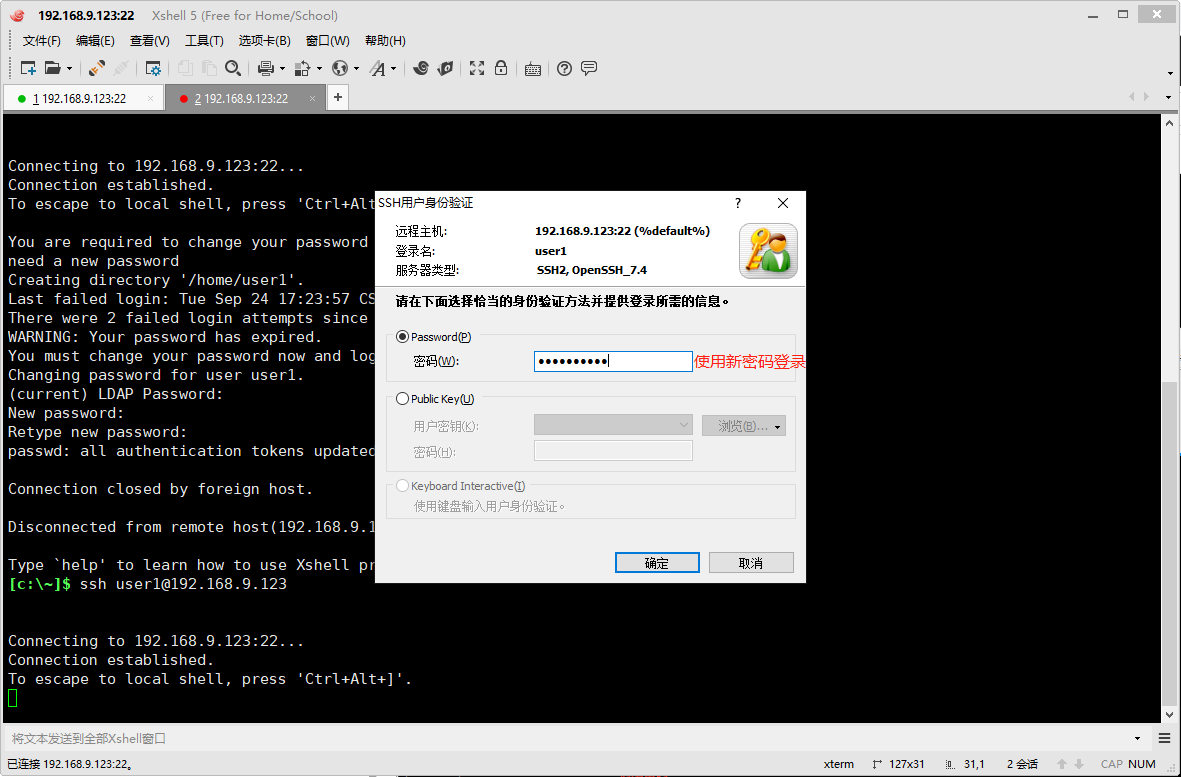 192.168.9.123:22 Xshell 5 (Free for Home/School)
文件(F) 编辑(E) 查看(V) 工具(T) 选项卡(B) 窗口(W) 帮助(H)
1 192.168.9.123:22 × 2 192.168.9.123:22 × +
Connecting to 192.168.9.123:22...
Connection established.
To escape to local shell, press 'Ctrl+Alt
You are required to change your password
need a new password
Creating directory '/home/user1'.
Last failed login: Tue Sep 24 17:23:57 CS
There were 2 failed login attempts since
WARNING: Your password has expired.
You must change your password now and log
Changing password for user user1.
(current) LDAP Password:
New password:
Retype new password:
passwd: all authentication tokens updated
Connection closed by foreign host.
Disconnected from remote host(192.168.9.1
Type `help' to learn how to use Xshell pr
[c:\~]$ ssh user1@192.168.9.123
Connecting to 192.168.9.123:22...
Connection established.
To escape to local shell, press 'Ctrl+Alt+]'.
SSH用户身份验证 ?
远程主机: 192.168.9.123:22 (%default%)
登录名: user1
服务器类型: SSH2, OpenSSH_7.4
请在下面选择恰当的身份验证方法并提供登录所需的信息。
Password(P)
密码(W): ●●●●●●●●●● 使用新密码登录
Public Key(U)
用户密钥(K): 浏览(B)...
密码(H):
Keyboard Interactive(I)
使用键盘输入用户身份验证。
确定 取消
将文本发送到全部Xshell窗口
已连接 192.168.9.123:22。 xterm 127x31 31,1 2 会话 CAP NUM